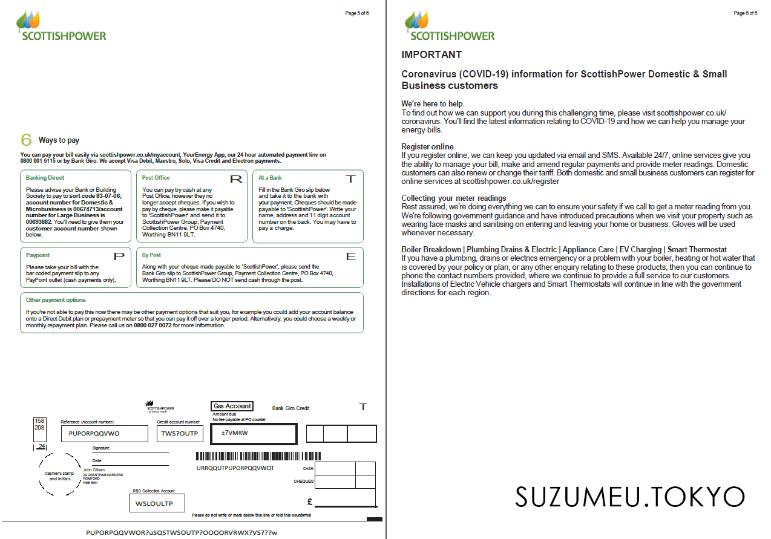 Page 5 of 6
SCOTTISHPOWER
6 Ways to pay
You can pay your bill easily via scottishpower.co.uk/myaccount, YourEnergy App, our 24 hour automated payment line on
0800 001 5115 or by Bank Giro. We accept Visa Debit, Maestro, Solo, Visa Credit and Electron payments.
Banking Direct
Please advise your Bank or Building
Society to pay to sort code 83-07-06;
account number for Domestic &
Microbusiness is 00674713/account
number for Large Business is
00693882. You'll need to give them your
customer account number shown
below.
Post Office R
You can pay by cash at any
Post Office, however they no
longer accept cheques. If you wish to
pay by cheque, please make it payable
to 'ScottishPower' and send it to
ScottishPower Group, Payment
Collection Centre, PO Box 4740,
Worthing BN11 9LT.
At a Bank T
Fill in the Bank Giro slip below
and take it to the bank with
your payment. Cheques should be made
payable to 'ScottishPower'. Write your
name, address and 11 digit account
number on the back. You may have to
pay a charge.
Paypoint P
Please take your bill with the
bar coded payment slip to any
PayPoint outlet (cash payments only).
By Post E
Along with your cheque made payable to 'ScottishPower', please send the
Bank Giro slip to ScottishPower Group, Payment Collection Centre, PO Box 4740,
Worthing BN11 9LT. Please DO NOT send cash through the post.
Other payment options
If you're not able to pay this now there may be other payment options that suit you, for example you could add your account balance
onto a Direct Debit plan or prepayment meter so that you can pay it off over a longer period. Alternatively, you could choose a weekly or
monthly repayment plan. Please call us on 0800 027 0072 for more information.
SCOTTISHPOWER
Gas Account
Bank Giro Credit
T
Amount due
No fee payable at PO counter
158
208
24
Reference (Account number)
PUPORPQQVWO
Credit account number
TWS?OUTP
±7VMRW
Signature
Date
Cashier's stamp
and initials
ROMFORD
URRQQUTPUPORPQQVWOT
CASH
CHEQUES
£
RBS Collection Account
WSLOULTP
Please do not write or mark below this line or fold this counterfoil
PUPORPQQVWOR?uSQSTWSOUTP?OOOORVRWX?VS???w
Page 6 of 6
SCOTTISHPOWER
IMPORTANT
Coronavirus (COVID-19) information for ScottishPower Domestic & Small
Business customers
We're here to help.
To find out how we can support you during this challenging time, please visit scottishpower.co.uk/
coronavirus. You'll find the latest information relating to COVID-19 and how we can help you manage your
energy bills.
Register online
If you register online, we can keep you updated via email and SMS. Available 24/7, online services give you
the ability to manage your bill, make and amend regular payments and provide meter readings. Domestic
customers can also renew or change their tariff. Both domestic and small business customers can register for
online services at scottishpower.co.uk/register
Collecting your meter readings
Rest assured, we're doing everything we can to ensure your safety if we call to get a meter reading from you.
We're following government guidance and have introduced precautions when we visit your property such as
wearing face masks and sanitising on entering and leaving your home or business. Gloves will be used
whenever necessary.
Boiler Breakdown | Plumbing Drains & Electric | Appliance Care | EV Charging | Smart Thermostat
If you have a plumbing, drains or electrics emergency or a problem with your boiler, heating or hot water that
is covered by your policy or plan, or any other enquiry relating to these products; then you can continue to
phone the contact numbers provided, where we continue to provide a full service to our customers.
Installations of Electric Vehicle chargers and Smart Thermostats will continue in line with the government
directions for each region.
SUZUMEU.TOKYO